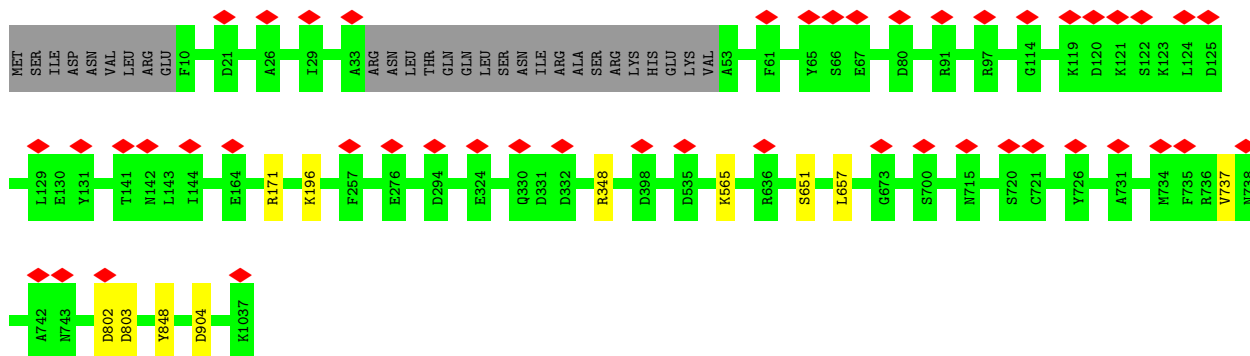 MET SER ILE ASP ASN VAL LEU ARG GLU F10 D21 A26 I29 A33 ARG ASN LEU THR GLN GLN LEU SER ASN ILE ARG ALA SER ARG LYS HIS GLU LYS VAL A53 F61 Y65 S66 E67 D80 R91 R97 G114 K119 D120 K121 S122 K123 L124 D125
L129 E130 Y131 T141 N142 L143 I144 E164 R171 K196 F257 E276 D294 E324 Q330 D331 D332 R348 D398 D535 K565 R636 S651 L657 G673 S700 N715 S720 C721 Y726 A731 M734 F735 R736 V737 N738
A742 N743 D802 D803 Y848 D904 K1037